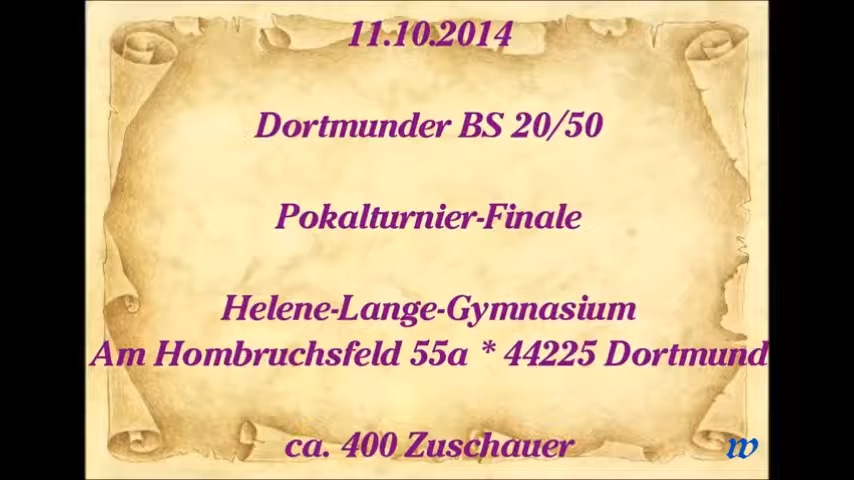 11.10.2014
Dortmunder BS 20/50
Pokalturnier-Finale
Helene-Lange-Gymnasium
Am Hombruchsfeld 55a * 44225 Dortmund
ca. 400 Zuschauer
w